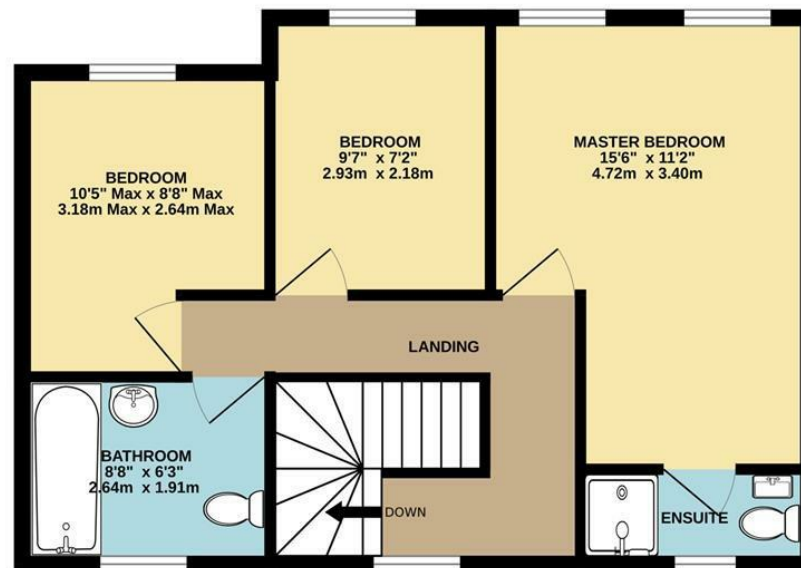 BEDROOM
10'5" Max x 8'8" Max
3.18m Max x 2.64m Max
BEDROOM
9'7" x 7'2"
2.93m x 2.18m
MASTER BEDROOM
15'6" x 11'2"
4.72m x 3.40m
LANDING
BATHROOM
8'8" x 6'3"
2.64m x 1.91m
DOWN
ENSUITE